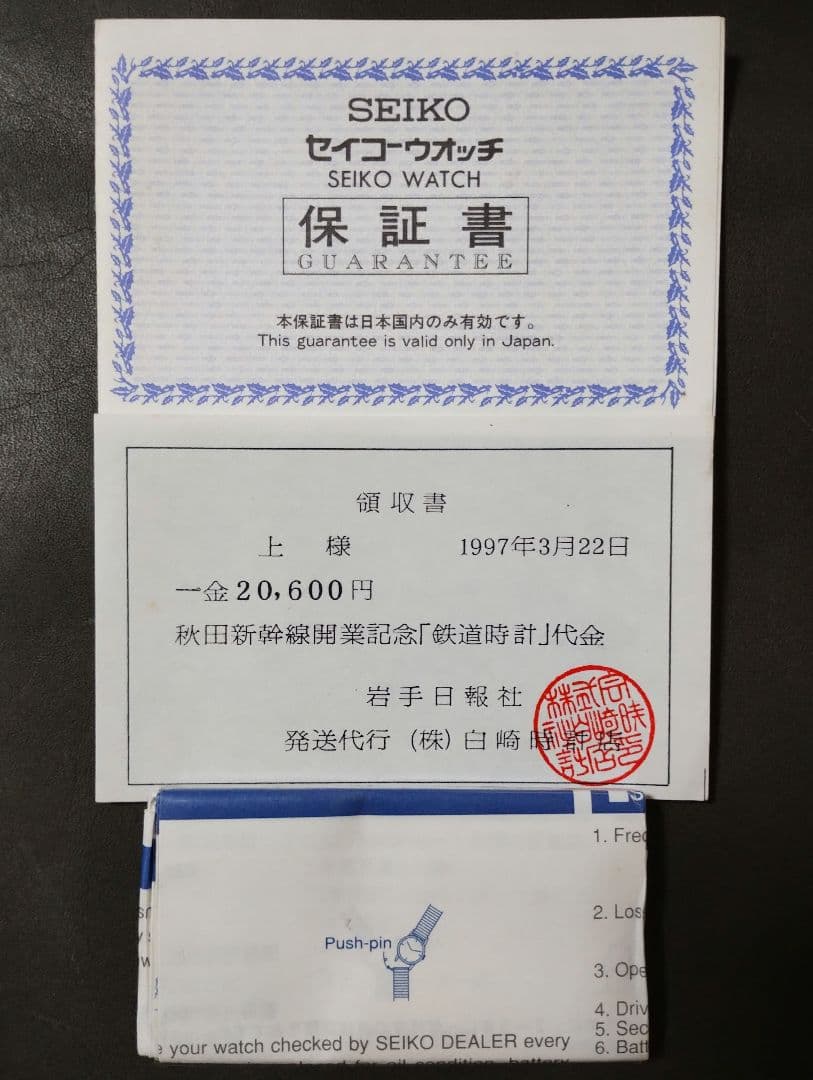 SEIKO
セイコーウオッチ
SEIKO WATCH
保証書
GUARANTEE
本保証書は日本国内のみ有効です。
This guarantee is valid only in Japan.
領収書
上 様 1997年3月22日
一金20,600円
秋田新幹線開業記念「鉄道時計」代金
岩手日報社
発送代行 (株) 白崎時計店
1. Fre
2. Los
Push-pin
3. Ope
4. Driv
5. Sec
6. Batt
your watch checked by SEIKO DEALER every